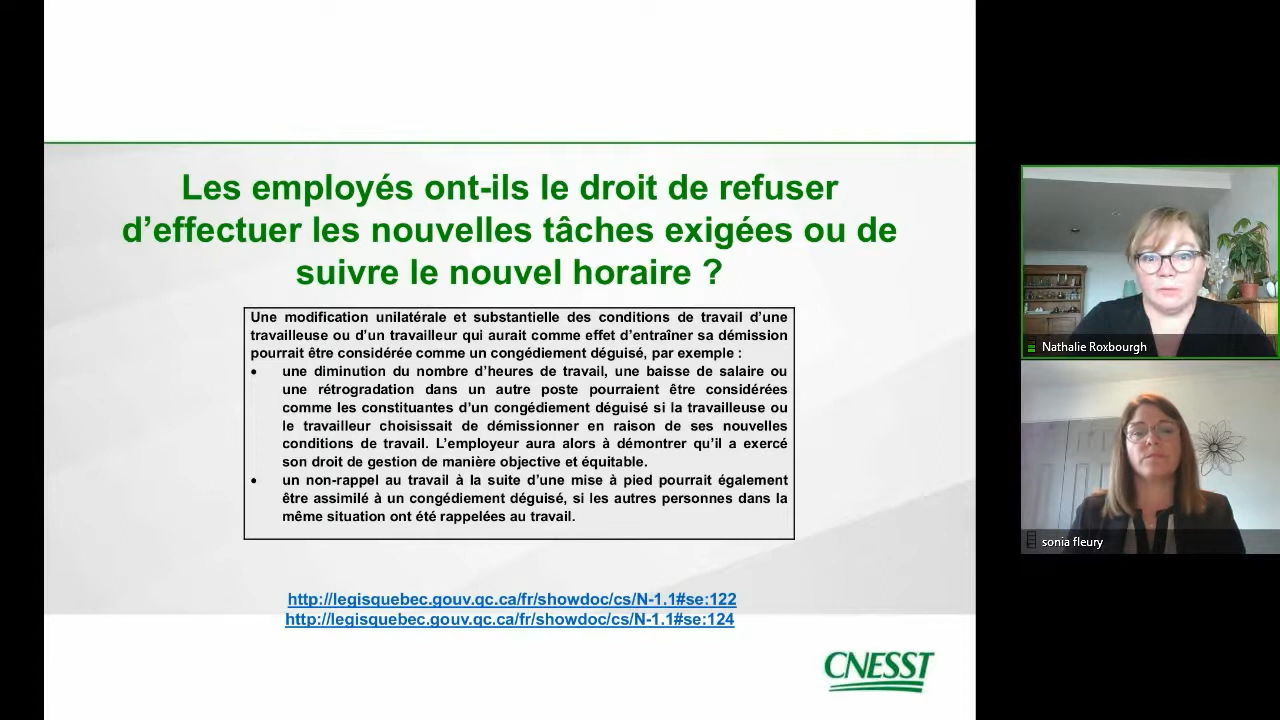 Les employés ont-ils le droit de refuser
d’effectuer les nouvelles tâches exigées ou de
suivre le nouvel horaire ?
Une modification unilatérale et substantielle des conditions de travail d’une
travailleuse ou d’un travailleur qui aurait comme effet d’entraîner sa démission
pourrait être considérée comme un congédiement déguisé, par exemple :
• une diminution du nombre d’heures de travail, une baisse de salaire ou
une rétrogradation dans un autre poste pourraient être considérées
comme les constituantes d’un congédiement déguisé si la travailleuse ou
le travailleur choisissait de démissionner en raison de ses nouvelles
conditions de travail. L’employeur aura alors à démontrer qu’il a exercé
son droit de gestion de manière objective et équitable.
• un non-rappel au travail à la suite d’une mise à pied pourrait également
être assimilé à un congédiement déguisé, si les autres personnes dans la
même situation ont été rappelées au travail.
http://legisquebec.gouv.qc.ca/fr/showdoc/cs/N-1.1#se:122
http://legisquebec.gouv.qc.ca/fr/showdoc/cs/N-1.1#se:124
CNESST
Nathalie Roxbourgh
sonia fleury